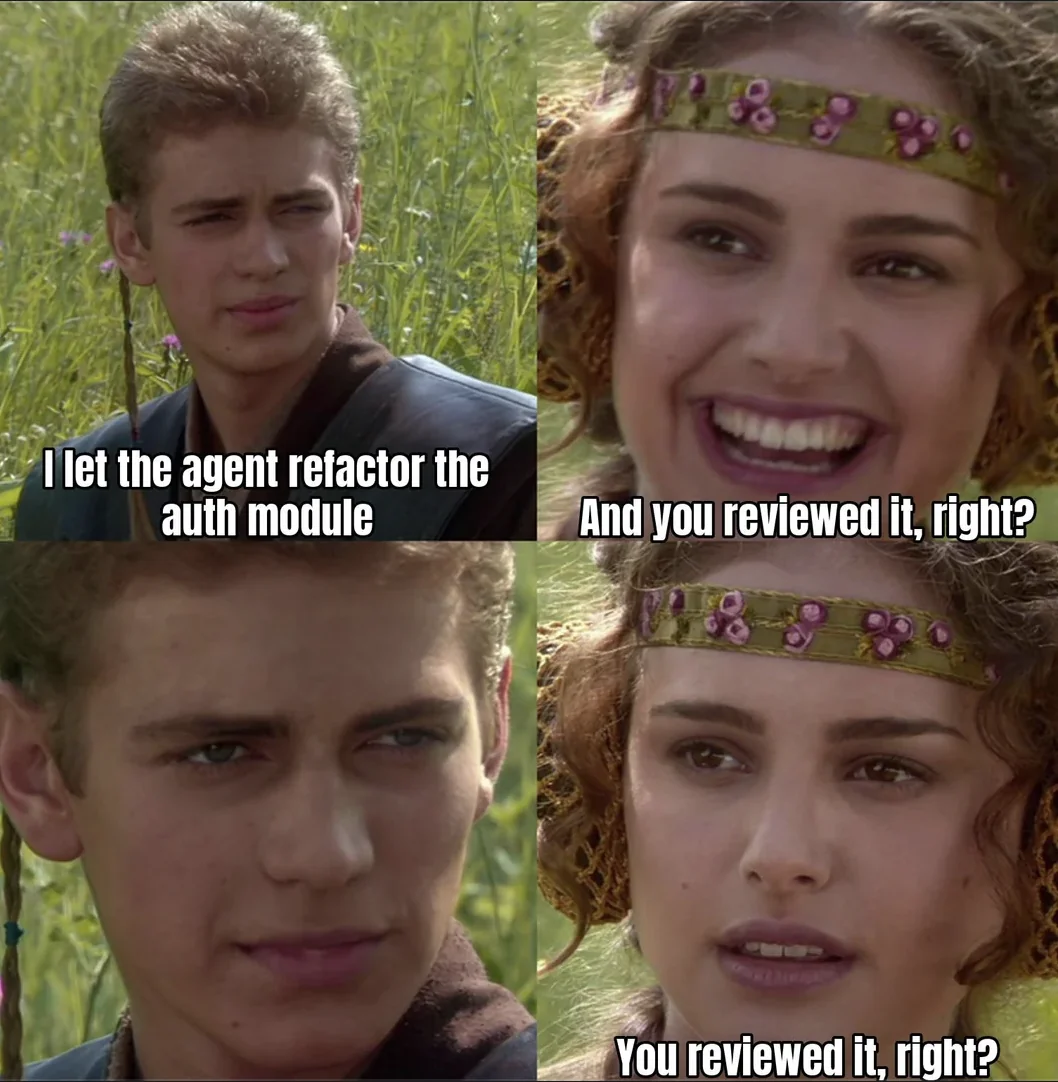 I let the agent refactor the
auth module
And you reviewed it, right?
You reviewed it, right?